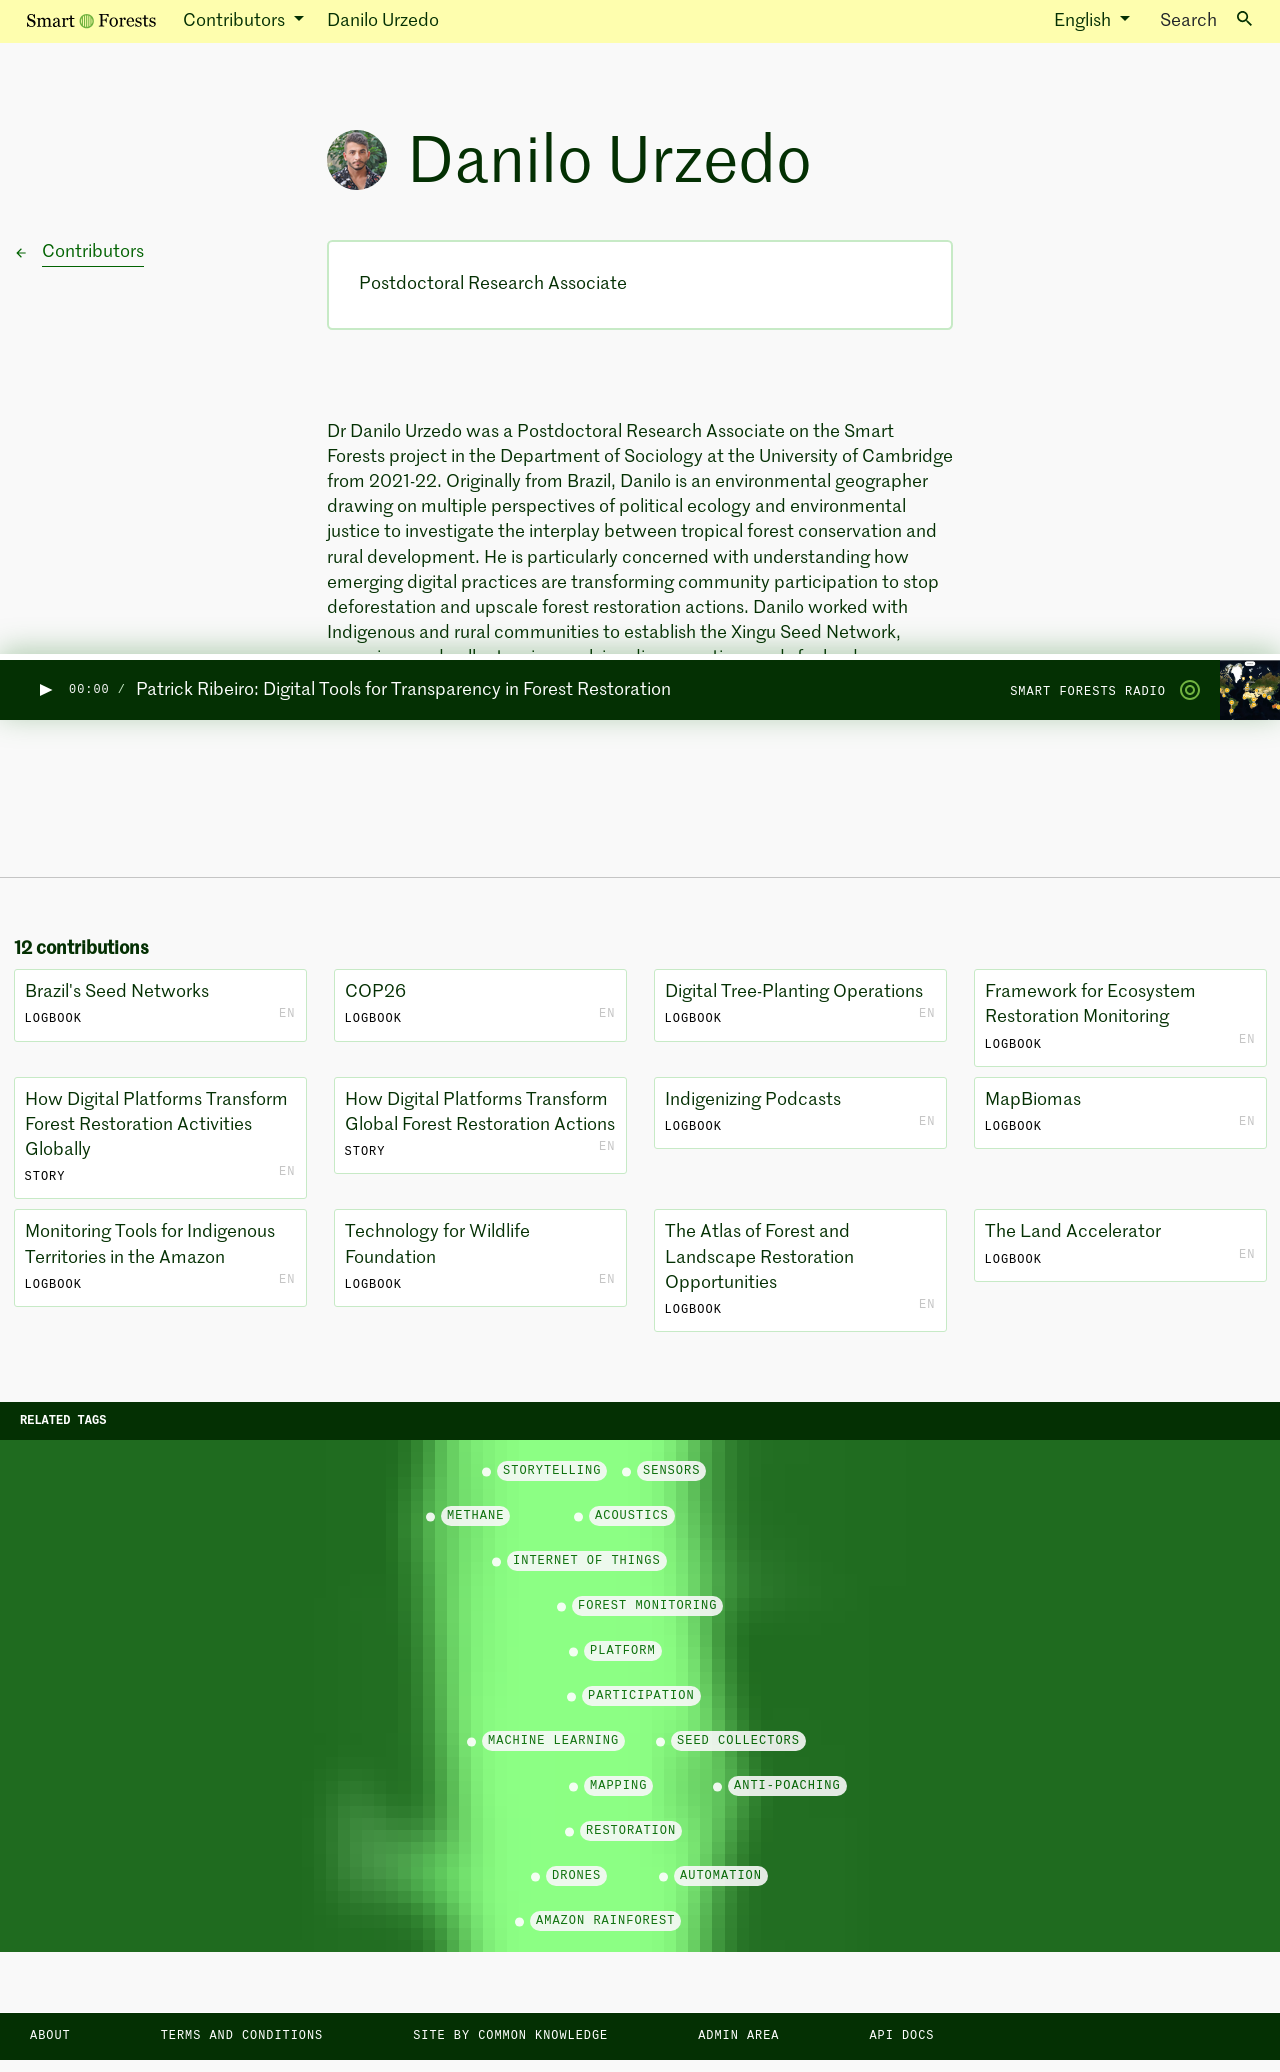 Smart Forests Contributors Danilo Urzedo English Search
Danilo Urzedo
Contributors
Postdoctoral Research Associate
Dr Danilo Urzedo was a Postdoctoral Research Associate on the Smart
Forests project in the Department of Sociology at the University of Cambridge
from 2021-22. Originally from Brazil, Danilo is an environmental geographer
drawing on multiple perspectives of political ecology and environmental
justice to investigate the interplay between tropical forest conservation and
rural development. He is particularly concerned with understanding how
emerging digital practices are transforming community participation to stop
deforestation and upscale forest restoration actions. Danilo worked with
Indigenous and rural communities to establish the Xingu Seed Network,
00:00 / Patrick Ribeiro: Digital Tools for Transparency in Forest Restoration SMART FORESTS RADIO
12 contributions
Brazil's Seed Networks
LOGBOOK EN
COP26
LOGBOOK EN
Digital Tree-Planting Operations
LOGBOOK EN
Framework for Ecosystem
Restoration Monitoring
LOGBOOK EN
How Digital Platforms Transform
Forest Restoration Activities
Globally
STORY EN
How Digital Platforms Transform
Global Forest Restoration Actions
STORY EN
Indigenizing Podcasts
LOGBOOK EN
MapBiomas
LOGBOOK EN
Monitoring Tools for Indigenous
Territories in the Amazon
LOGBOOK EN
Technology for Wildlife
Foundation
LOGBOOK EN
The Atlas of Forest and
Landscape Restoration
Opportunities
LOGBOOK EN
The Land Accelerator
LOGBOOK EN
RELATED TAGS
STORYTELLING SENSORS
METHANE ACOUSTICS
INTERNET OF THINGS
FOREST MONITORING
PLATFORM
PARTICIPATION
MACHINE LEARNING SEED COLLECTORS
MAPPING ANTI-POACHING
RESTORATION
DRONES AUTOMATION
AMAZON RAINFOREST
ABOUT TERMS AND CONDITIONS SITE BY COMMON KNOWLEDGE ADMIN AREA API DOCS